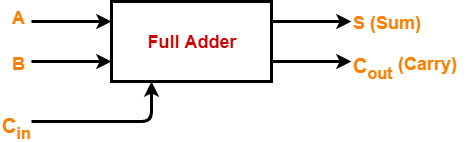 A
S (Sum)
Full Adder
B
Cout (Carry)
Cin